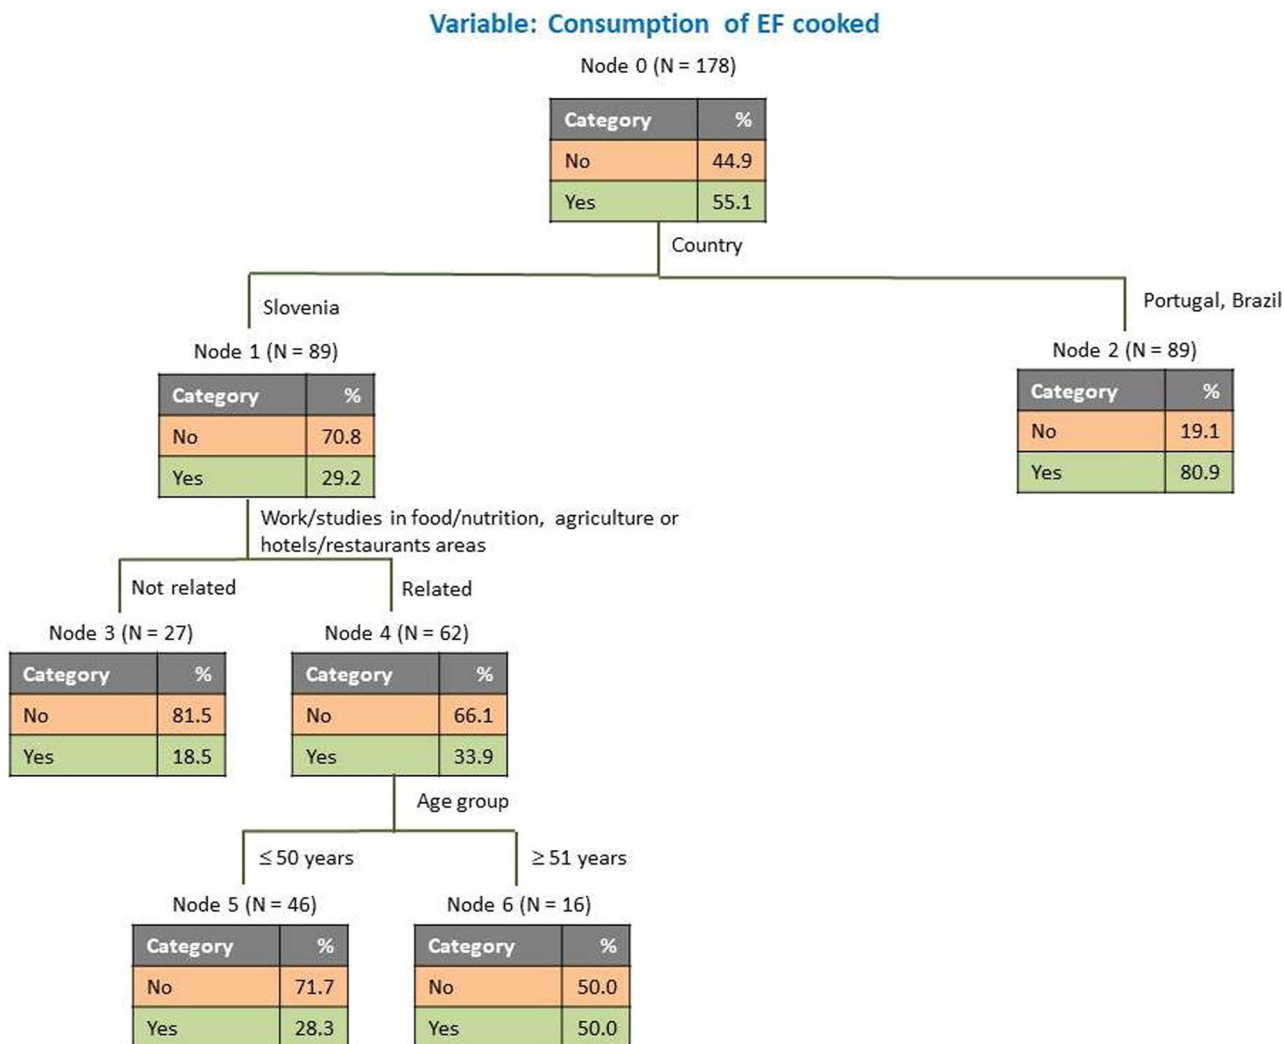 Variable: Consumption of EF cooked
Node 0 (N = 178)
Category %
No 44.9
Yes 55.1
Country
Slovenia
Portugal, Brazil
Node 1 (N = 89)
Category %
No 70.8
Yes 29.2
Node 2 (N = 89)
Category %
No 19.1
Yes 80.9
Work/studies in food/nutrition, agriculture or
hotels/restaurants areas
Not related
Related
Node 3 (N = 27)
Category %
No 81.5
Yes 18.5
Node 4 (N = 62)
Category %
No 66.1
Yes 33.9
Age group
≤ 50 years
≥ 51 years
Node 5 (N = 46)
Category %
No 71.7
Yes 28.3
Node 6 (N = 16)
Category %
No 50.0
Yes 50.0